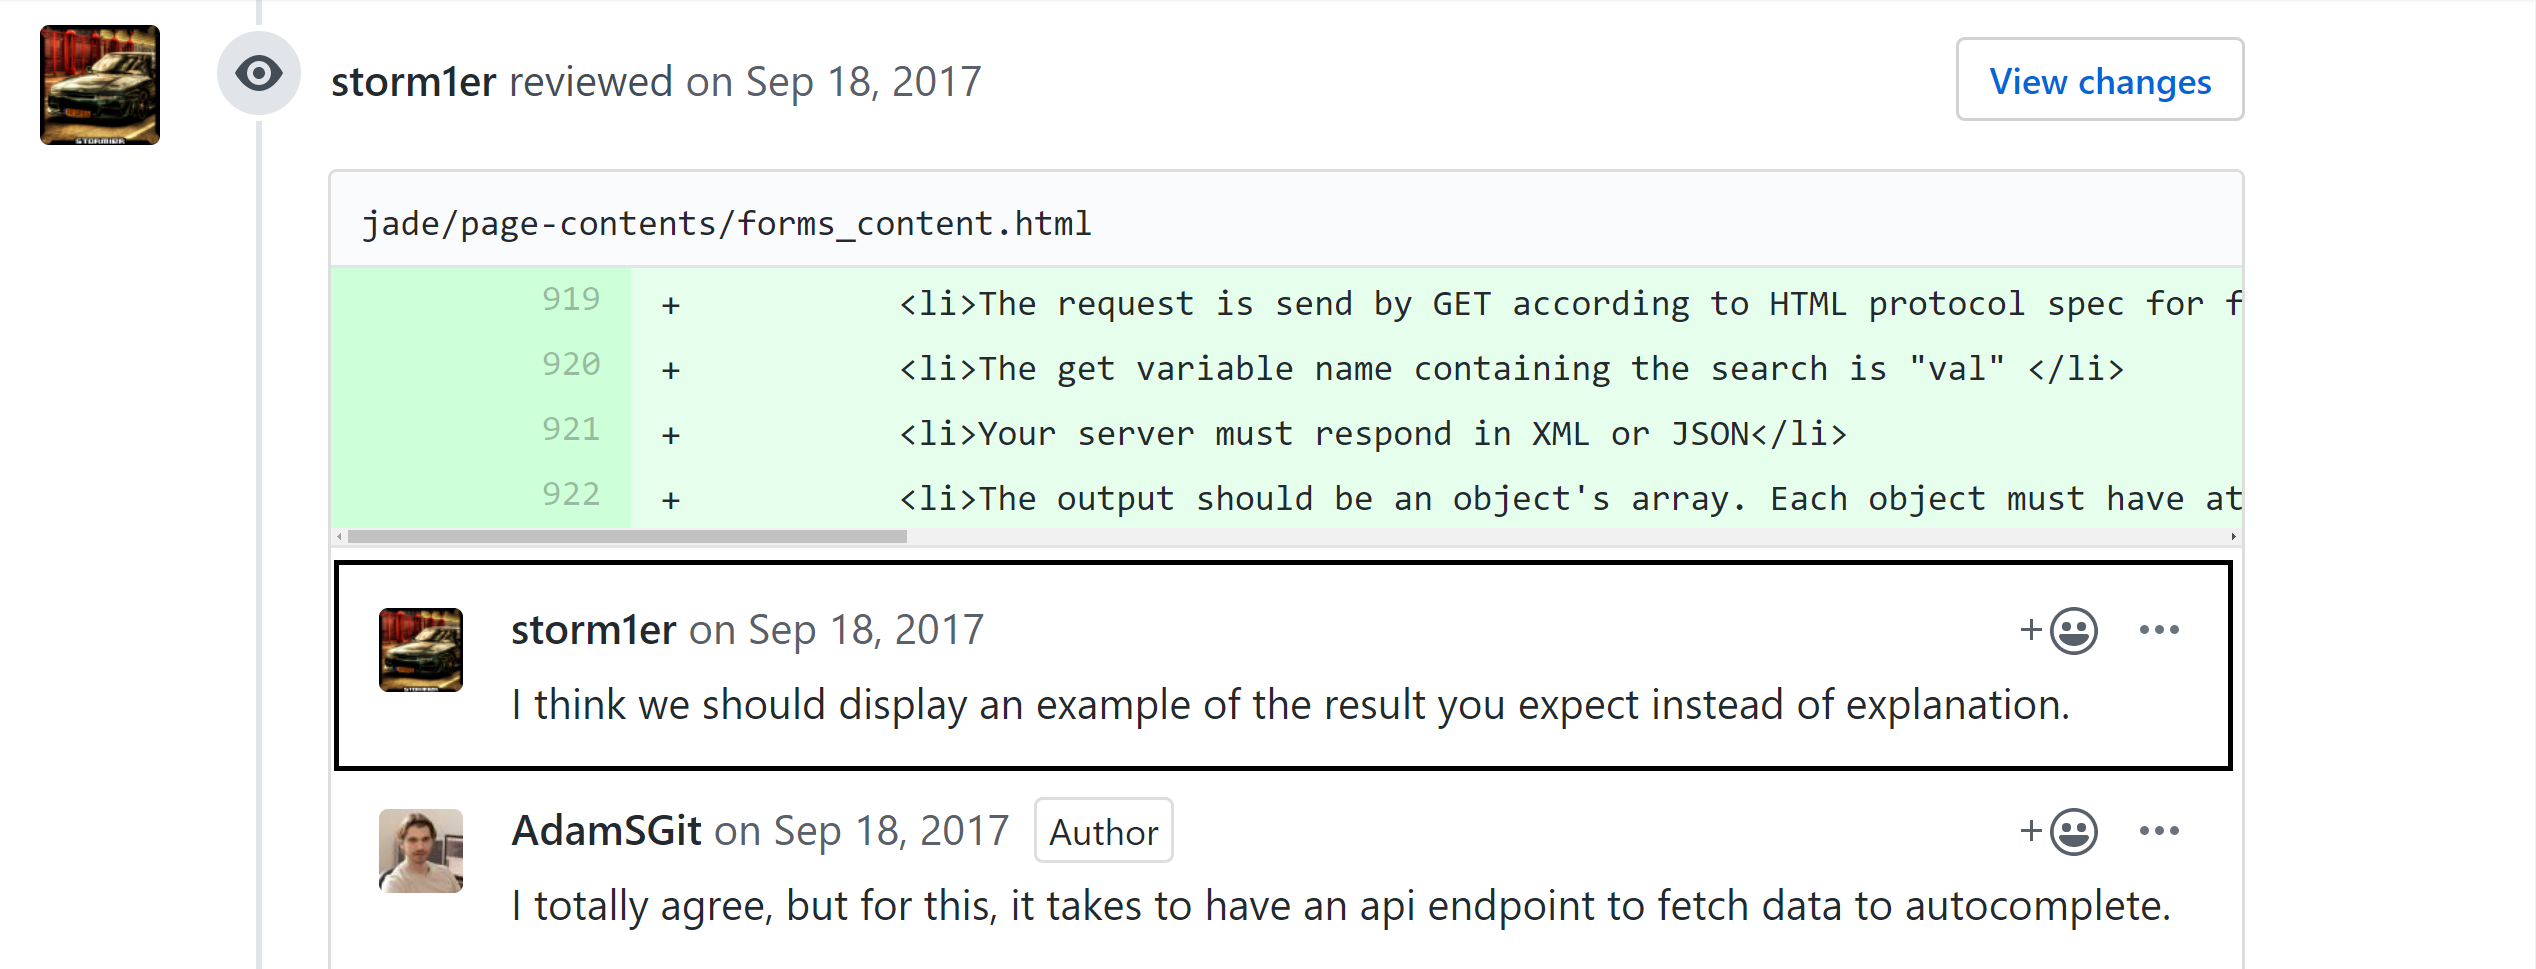 storm1er reviewed on Sep 18, 2017
View changes
jade/page-contents/forms_content.html
919 + <li>The request is send by GET according to HTML protocol spec for f
920 + <li>The get variable name containing the search is "val" </li>
921 + <li>Your server must respond in XML or JSON</li>
922 + <li>The output should be an object's array. Each object must have at
storm1er on Sep 18, 2017
I think we should display an example of the result you expect instead of explanation.
AdamSGit on Sep 18, 2017 Author
I totally agree, but for this, it takes to have an api endpoint to fetch data to autocomplete.